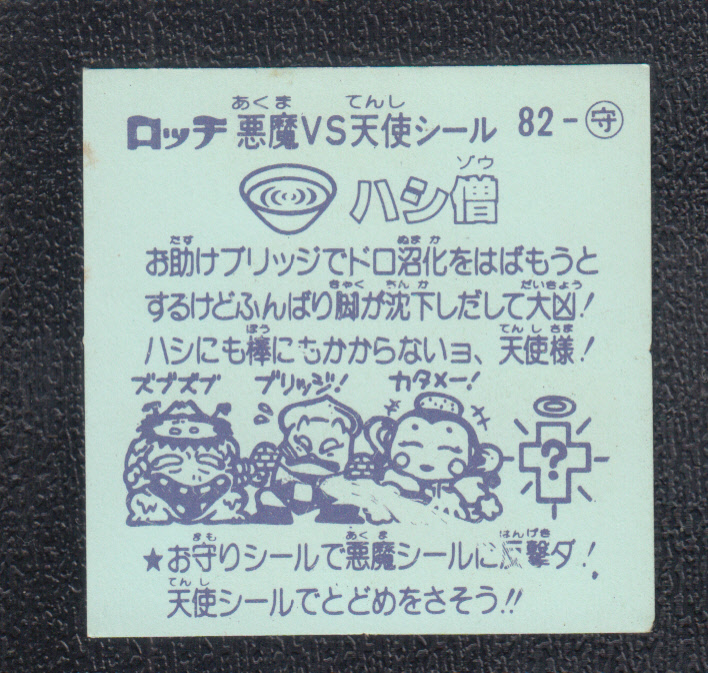 ロッチ 悪魔VS天使シール 82-守
あくま てんし
ハシ僧
ゾウ
お助けブリッジでドロ沼化をはばもうと
たす ぬまか
するけどふんばり脚が沈下しだして大凶!
きゃく ちんか だいきょう
ハシにも棒にもかからないョ、天使様!
ぼう てんしさま
ズブズブ ブリッジ! カタメー!
?
★お守りシールで悪魔シールに反撃ダ!
まも あくま はんげき
天使シールでとどめをさそう!!
てんし